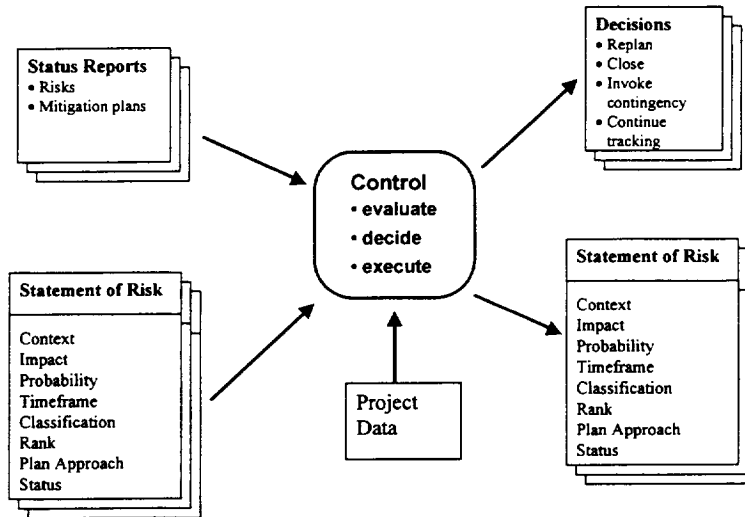 Status Reports
• Risks
• Mitigation plans
Decisions
• Replan
• Close
• Invoke
contingency
• Continue
tracking
Control
• evaluate
• decide
• execute
Statement of Risk
Context
Impact
Probability
Timeframe
Classification
Rank
Plan Approach
Status
Project
Data
Statement of Risk
Context
Impact
Probability
Timeframe
Classification
Rank
Plan Approach
Status